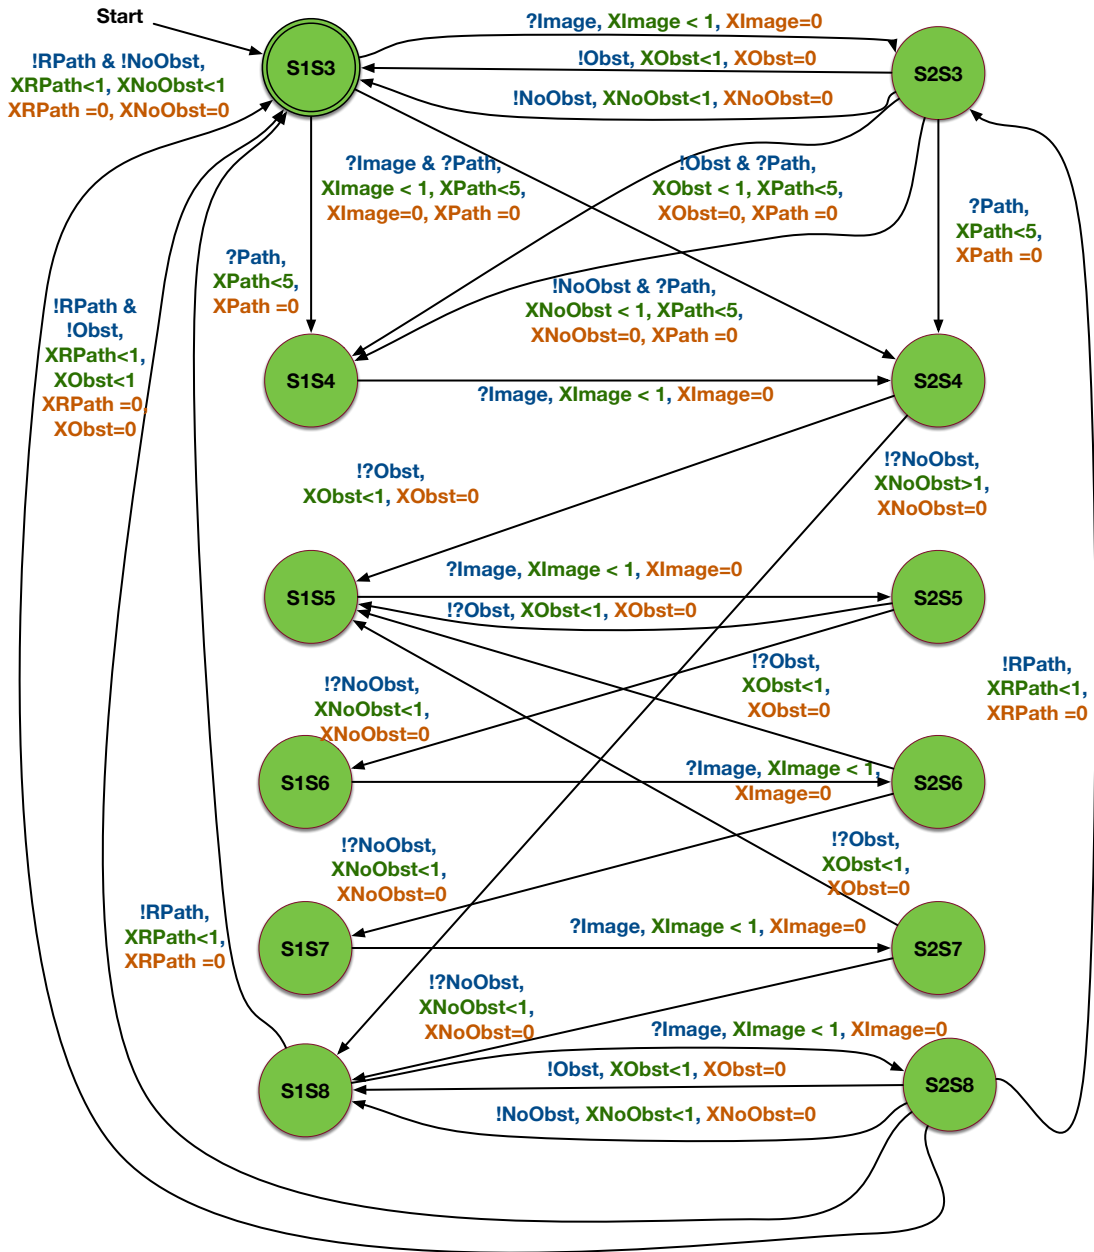 Start
!RPath & !NoObst,
XRPath<1, XNoObst<1
XRPath =0, XNoObst=0
S1S3
?Image, XImage < 1, XImage=0
!Obst, XObst<1, XObst=0
!NoObst, XNoObst<1, XNoObst=0
S2S3
?Image & ?Path,
XImage < 1, XPath<5,
XImage=0, XPath =0
!Obst & ?Path,
XObst < 1, XPath<5,
XObst=0, XPath =0
?Path,
XPath<5,
XPath =0
?Path,
XPath<5,
XPath =0
!NoObst & ?Path,
XNoObst < 1, XPath<5,
XNoObst=0, XPath =0
!RPath &
!Obst,
XRPath<1,
XObst<1
XRPath =0,
XObst=0
S1S4
?Image, XImage < 1, XImage=0
S2S4
!?Obst,
XObst<1, XObst=0
!?NoObst,
XNoObst>1,
XNoObst=0
S1S5
?Image, XImage < 1, XImage=0
!?Obst, XObst<1, XObst=0
S2S5
!?NoObst,
XNoObst<1,
XNoObst=0
!?Obst,
XObst<1,
XObst=0
!RPath,
XRPath<1,
XRPath =0
S1S6
?Image, XImage < 1,
XImage=0
S2S6
!?NoObst,
XNoObst<1,
XNoObst=0
!?Obst,
XObst<1,
XObst=0
!RPath,
XRPath<1,
XRPath =0
S1S7
?Image, XImage < 1, XImage=0
S2S7
!?NoObst,
XNoObst<1,
XNoObst=0
?Image, XImage < 1, XImage=0
S1S8
!Obst, XObst<1, XObst=0
!NoObst, XNoObst<1, XNoObst=0
S2S8